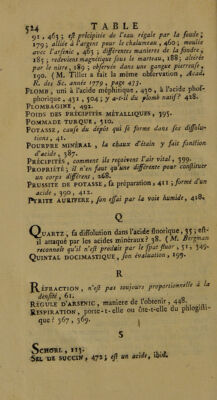 524 TABLE
91, 463; est précipitée de l'eau régale par la soude;
179; alliée à l'argent pour le chalumeau, 460; moulée
avec l'arsenic, 463; différentes manieres de la fondre,
185; redevient magnetique sous le marteau, 188; altérée
par le nitre, 189; observée dans une gangue pierreuse,
190. (M. Tillet a fait la même observation, Acad.
R. des Sc. année 1779, page 473.
PLOMB, uni à l'acide méphitique, 430, à l'acide phos-
phorique, 431, 504; y a-t-il du plomb natif? 428.
PLOMBAGINE, 492.
POIDS DES PRÉCIPITÉS MÉTALLIQUES, 395.
POMMADE TURQUE, 310.
POTASSE, cause du dépôt qui se forme dans ses dissolu-
tions, 41.
POURPRE MINÉRAL, la chaux d'étain y fait fonction
d'acide, 387.
PRÉCIPITÉS, comment ils reçoivent l'air vital, 399.
PROPRIÉTÉ; il n'en faut qu'une différente pour constituer
un corps différent, 268.
PRUSSITE DE POTASSE, sa préparation, 411; formé d'un
acide, 390, 412.
PYRITE AURIFERE, son essai par la voie humide, 418.
Q
QUARTZ, sa dissolution dans l'acide fluorique, 35; est-
il attaqué par les acides minéraux? 38. (M. Bergman
reconnoît qu'il n'est produit par le spat fluor, 51, 349.
QUINTAL DOCIMASTIQUE, son évaluation, 199.
R
RÉFRACTION, n'est pas toujours proportionnelle à la
densité, 61.
RÉGULE D'ARSENIC, maniere de l'obtenir, 448.
RESPIRATION, porte-t-elle ou ôte-t-elle du phlogisti-
que? 367, 369.
S
SCHORL, 113.
SEL DE SUCCIN, 472; est un acide, ibid.